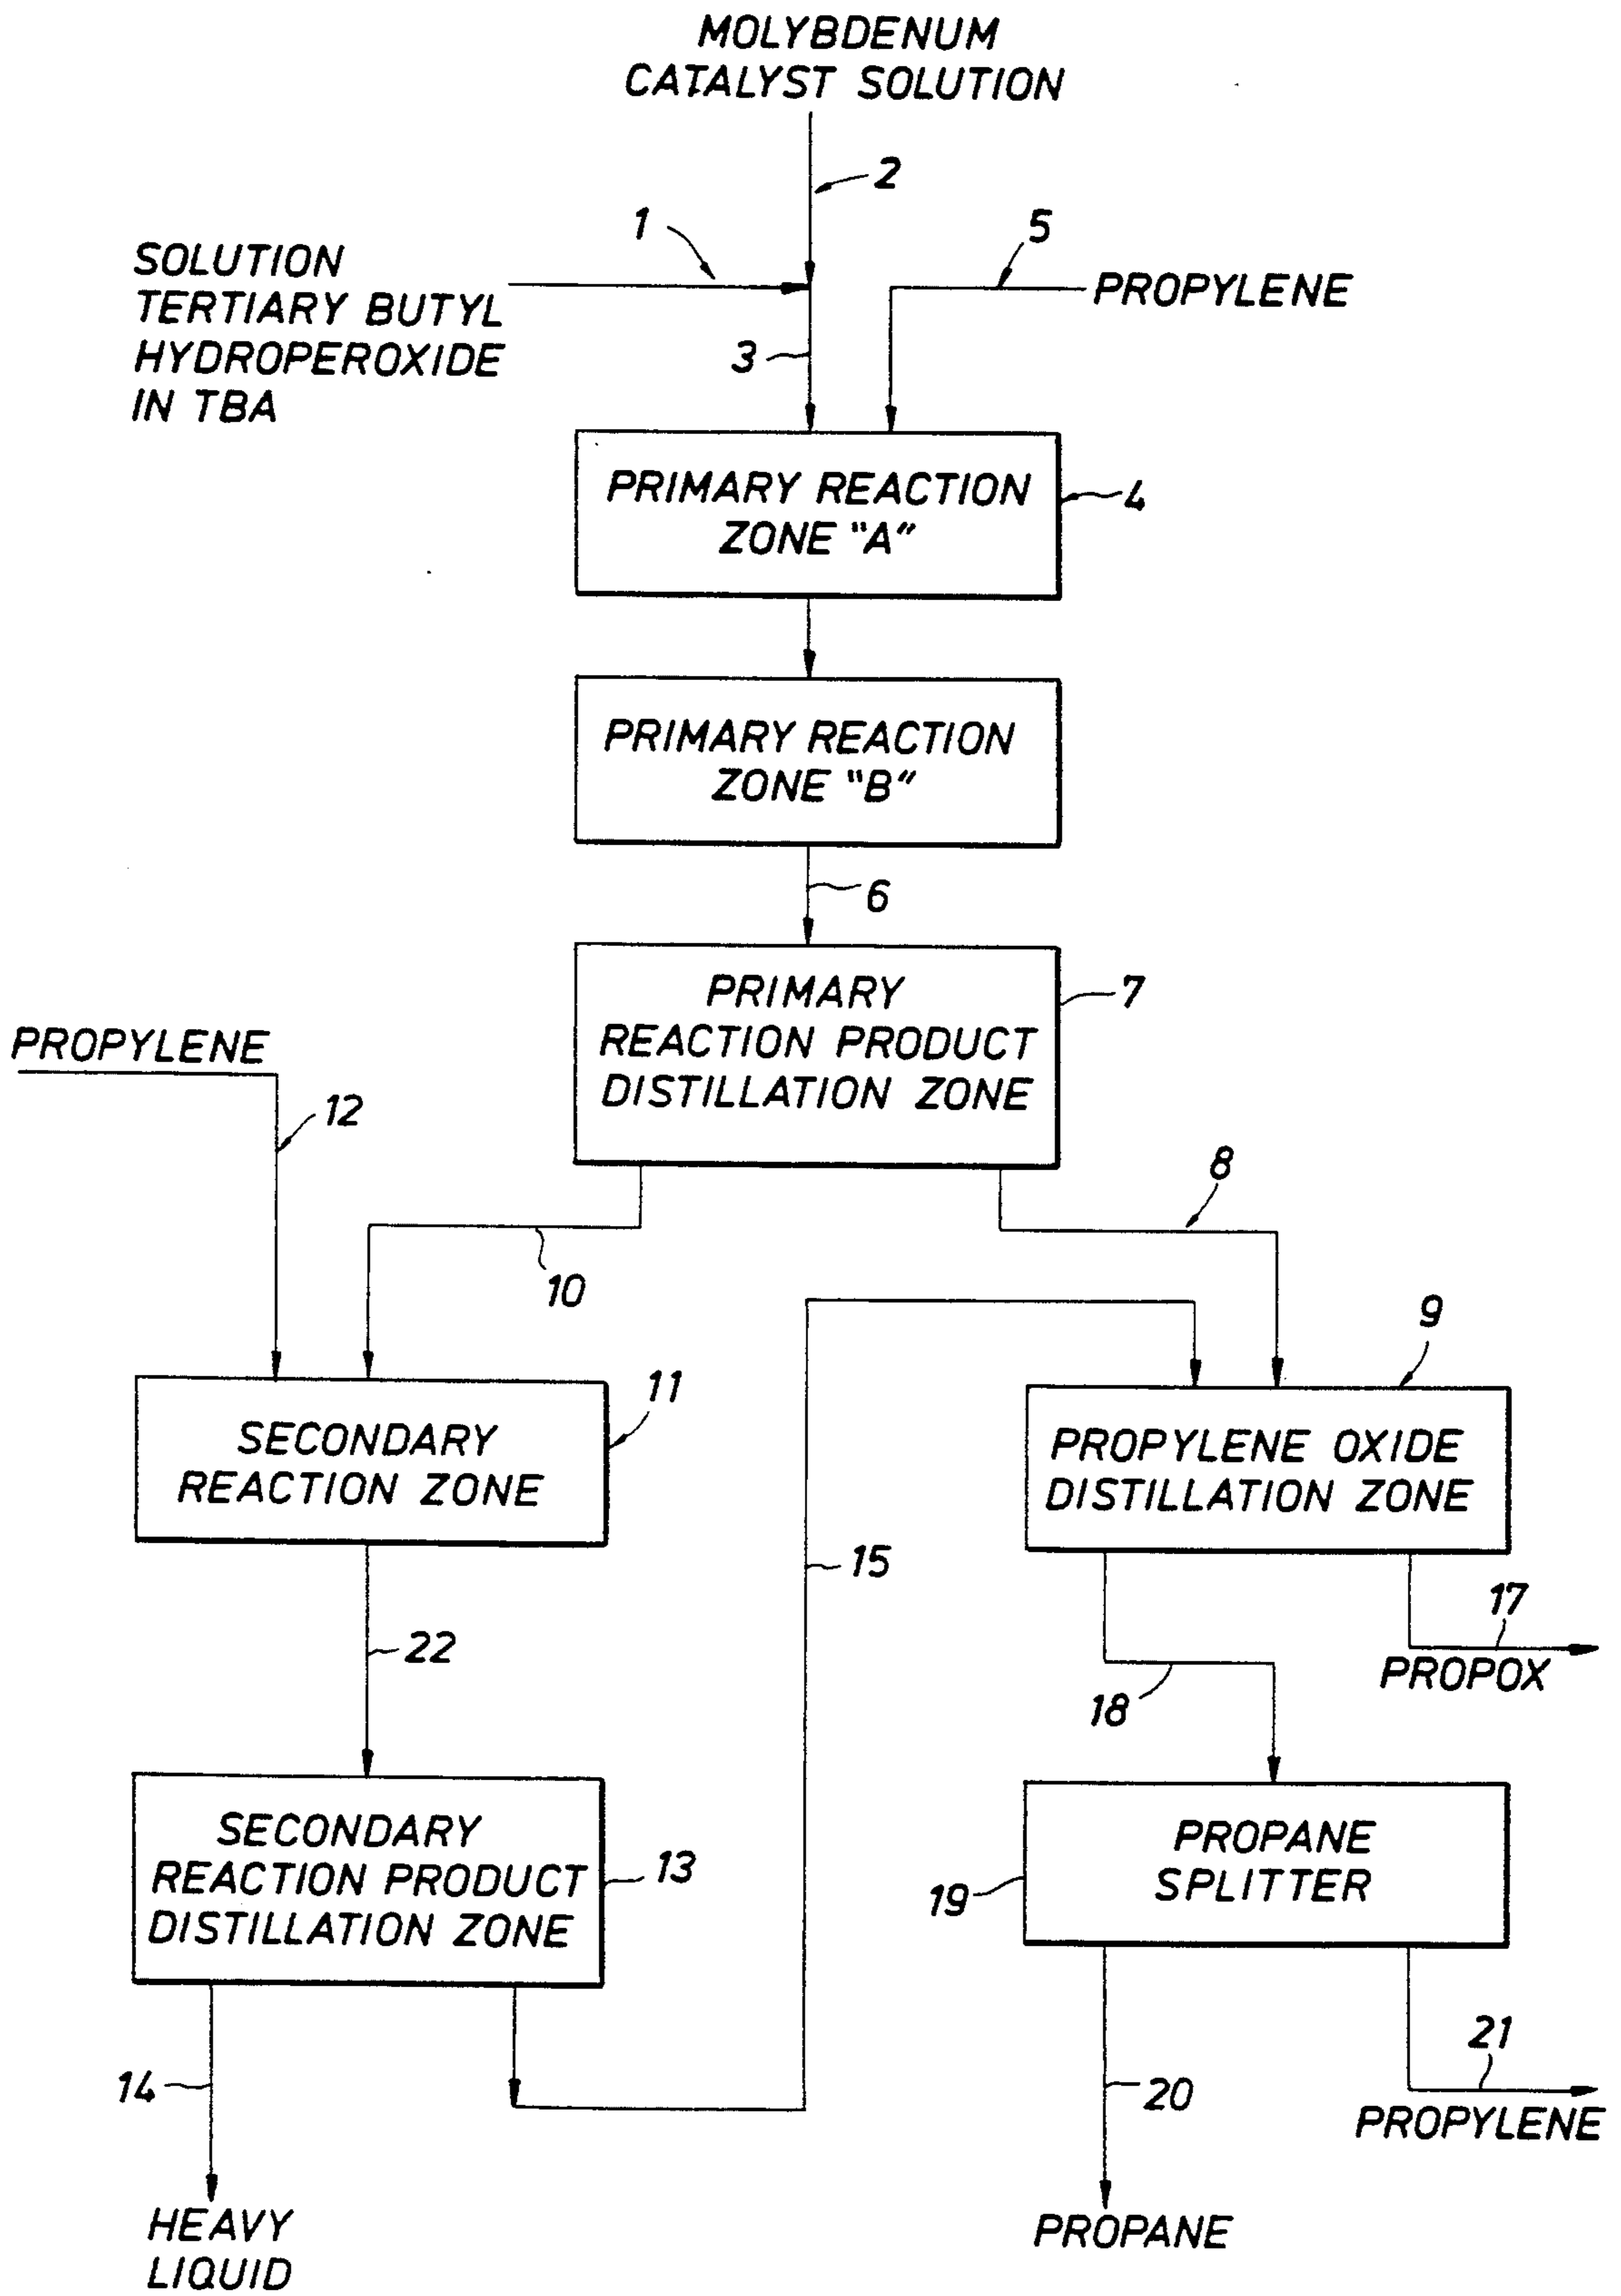 MOLYBDENUM
CATALYST SOLUTION
2
1
5
SOLUTION
TERTIARY BUTYL
HYDROPEROXIDE
IN TBA
PROPYLENE
3
PRIMARY REACTION
ZONE "A"
4
PRIMARY REACTION
ZONE "B"
6
PRIMARY
REACTION PRODUCT
DISTILLATION ZONE
7
PROPYLENE
12
8
10
9
11
SECONDARY
REACTION ZONE
PROPYLENE OXIDE
DISTILLATION ZONE
15
17
22
PROPOX
18
SECONDARY
REACTION PRODUCT
DISTILLATION ZONE
13
PROPANE
SPLITTER
19
14
20
21
PROPYLENE
HEAVY
LIQUID
PROPANE